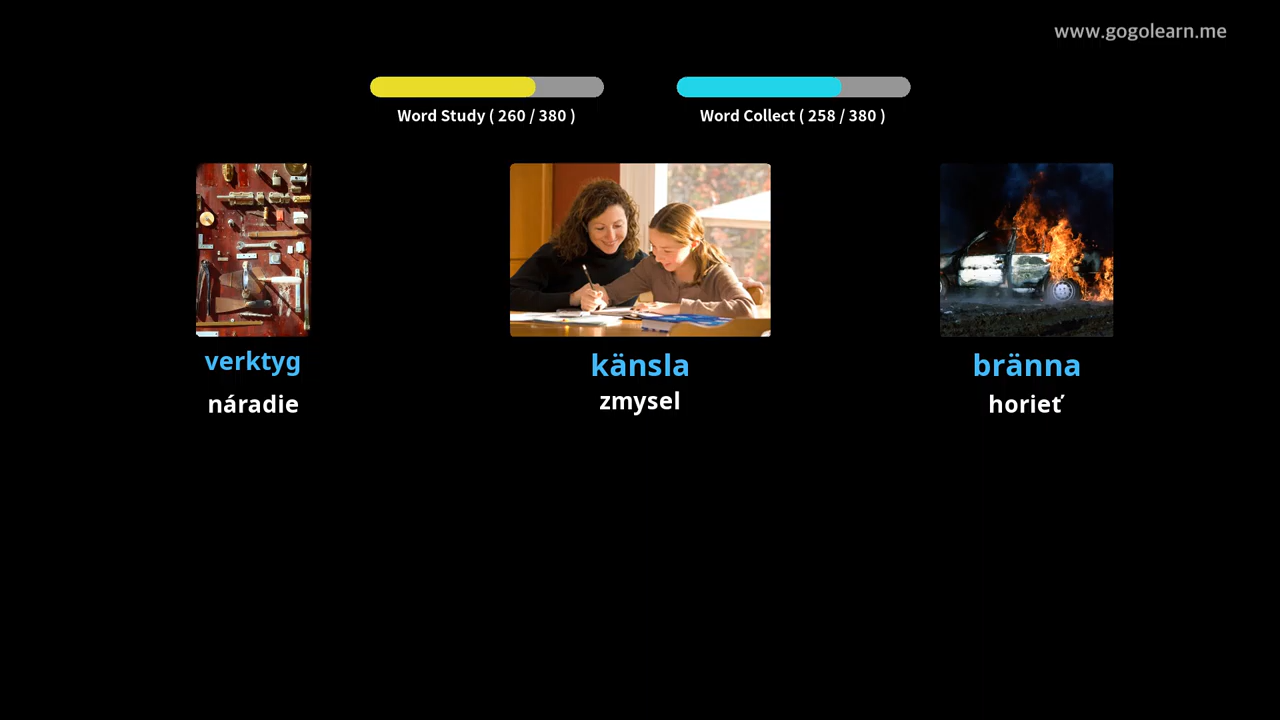 www.gogolearn.me
Word Study ( 260 / 380 )
Word Collect ( 258 / 380 )
verktyg
náradie
känsla
zmysel
bränna
horieť